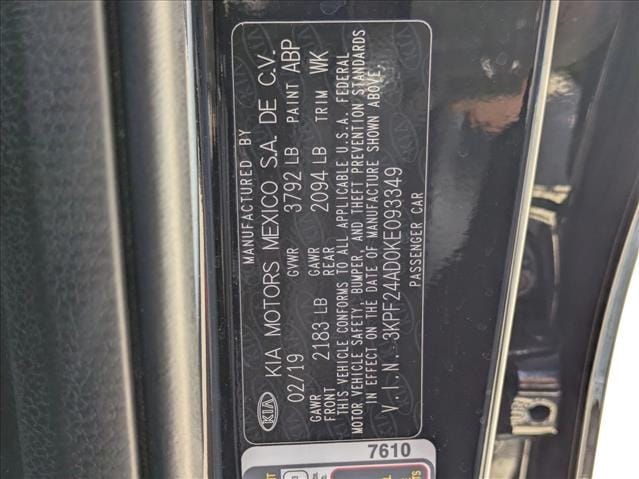 MANUFACTURED BY
KIA KIA MOTORS MEXICO S.A. DE C.V.
02/19 GVWR 3792 LB PAINT ABP
GAWR FRONT 2183 LB GAWR REAR 2094 LB TRIM WK
THIS VEHICLE CONFORMS TO ALL APPLICABLE U.S.A. FEDERAL
MOTOR VEHICLE SAFETY, BUMPER, AND THEFT PREVENTION STANDARDS
IN EFFECT ON THE DATE OF MANUFACTURE SHOWN ABOVE.
V.I.N.: 3KPF24AD0KE093349
PASSENGER CAR
7610